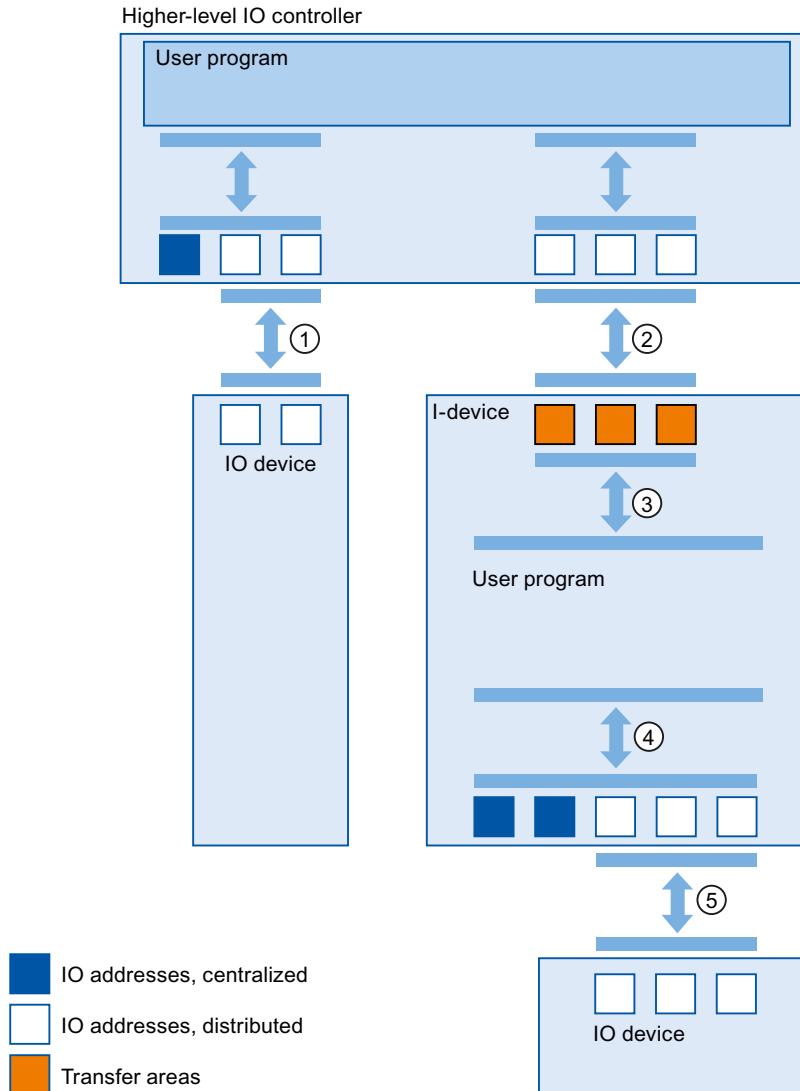 Higher-level IO controller
User program
①
②
I-device
IO device
③
User program
④
⑤
IO addresses, centralized
IO addresses, distributed
IO device
Transfer areas